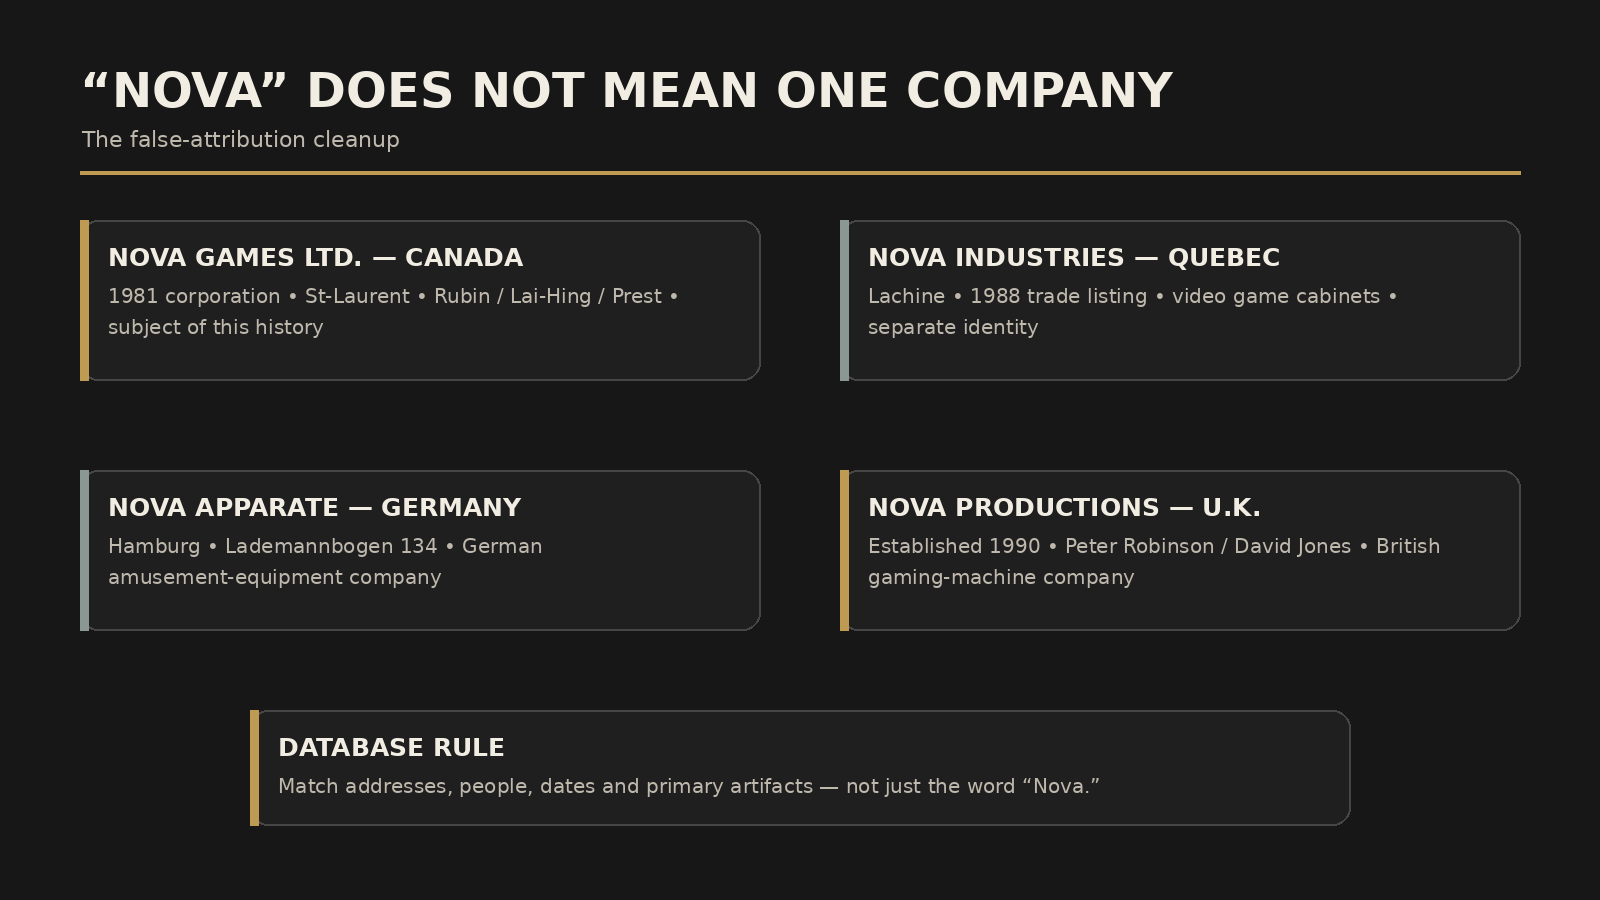 “NOVA” DOES NOT MEAN ONE COMPANY
The false-attribution cleanup
NOVA GAMES LTD. — CANADA
1981 corporation • St-Laurent • Rubin / Lai-Hing / Prest •
subject of this history
NOVA INDUSTRIES — QUEBEC
Lachine • 1988 trade listing • video game cabinets •
separate identity
NOVA APPARATE — GERMANY
Hamburg • Lademannbogen 134 • German
amusement-equipment company
NOVA PRODUCTIONS — U.K.
Established 1990 • Peter Robinson / David Jones • British
gaming-machine company
DATABASE RULE
Match addresses, people, dates and primary artifacts — not just the word “Nova.”